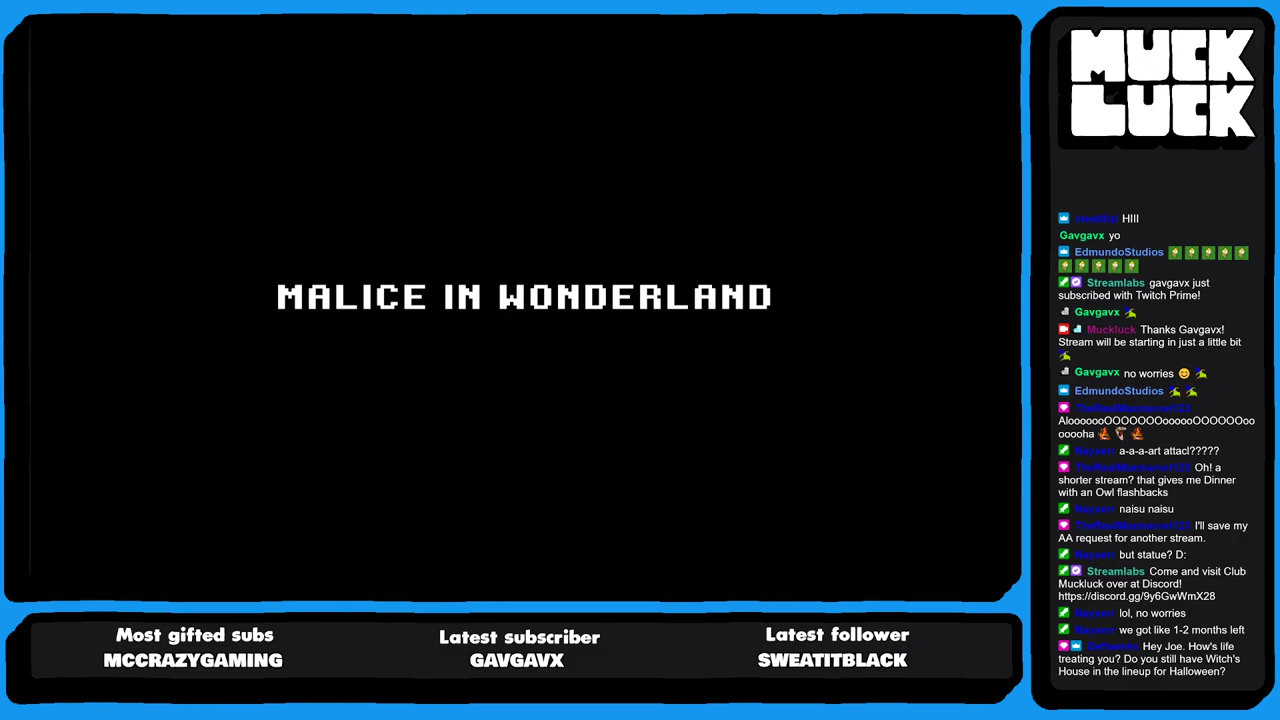 MALICE IN WONDERLAND
Most gifted subs
MCCRAZYGAMING
Latest subscriber
GAVGAVX
Latest follower
SWEATITBLACK
MUCK
LUCK
HIII
Gavgavx yo
EdmundoStudios
Streamlabs gavgavx just
subscribed with Twitch Prime!
Gavgavx
Muckluck Thanks Gavgavx!
Stream will be starting in just a little bit
Gavgavx no worries
EdmundoStudios
AlooooooOOOOOOOoooooOOOOOOoo
ooooha
a-a-a-art attacl?????
Oh! a
shorter stream? that gives me Dinner
with an Owl flashbacks
naisu naisu
I'll save my
AA request for another stream.
but statue? D:
Streamlabs Come and visit Club
Muckluck over at Discord!
https://discord.gg/9y6GwWmX28
lol, no worries
we got like 1-2 months left
Hey Joe. How's life
treating you? Do you still have Witch's
House in the lineup for Halloween?